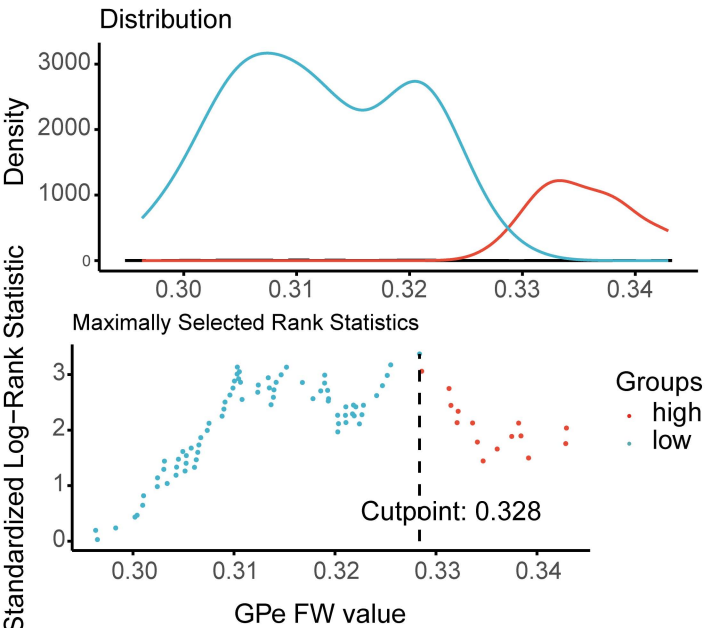 Distribution
Density
3000
2000
1000
0
0.30 0.31 0.32 0.33 0.34
Maximally Selected Rank Statistics
Standardized Log−Rank Statistic
3
2
1
0
Cutpoint: 0.328
0.30 0.31 0.32 0.33 0.34
GPe FW value
Groups
high
low